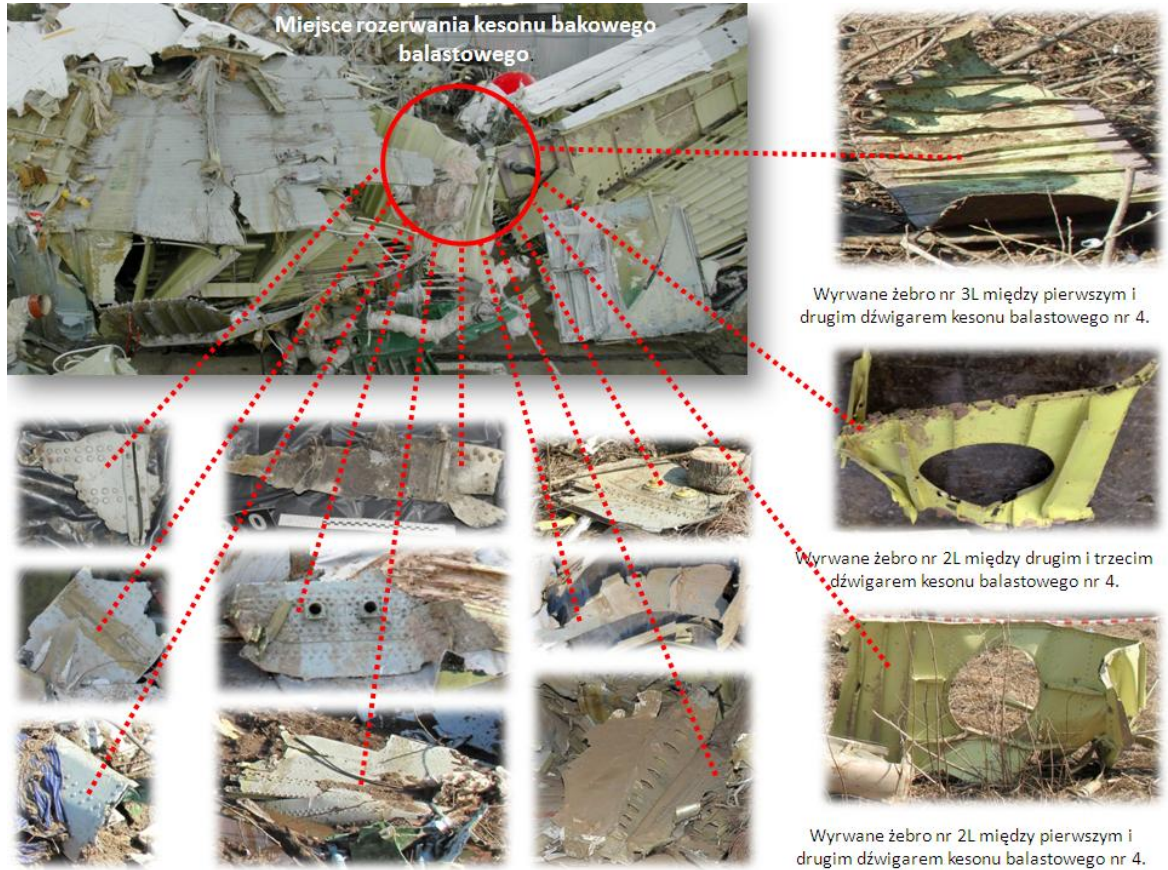 Miejsce rozerwania kesonu bakowego
balastowego.
Wyrwane żebro nr 3L między pierwszym i
drugim dźwigarem kesonu balastowego nr 4.
Wyrwane żebro nr 2L między drugim i trzecim
dźwigarem kesonu balastowego nr 4.
Wyrwane żebro nr 2L między pierwszym i
drugim dźwigarem kesonu balastowego nr 4.